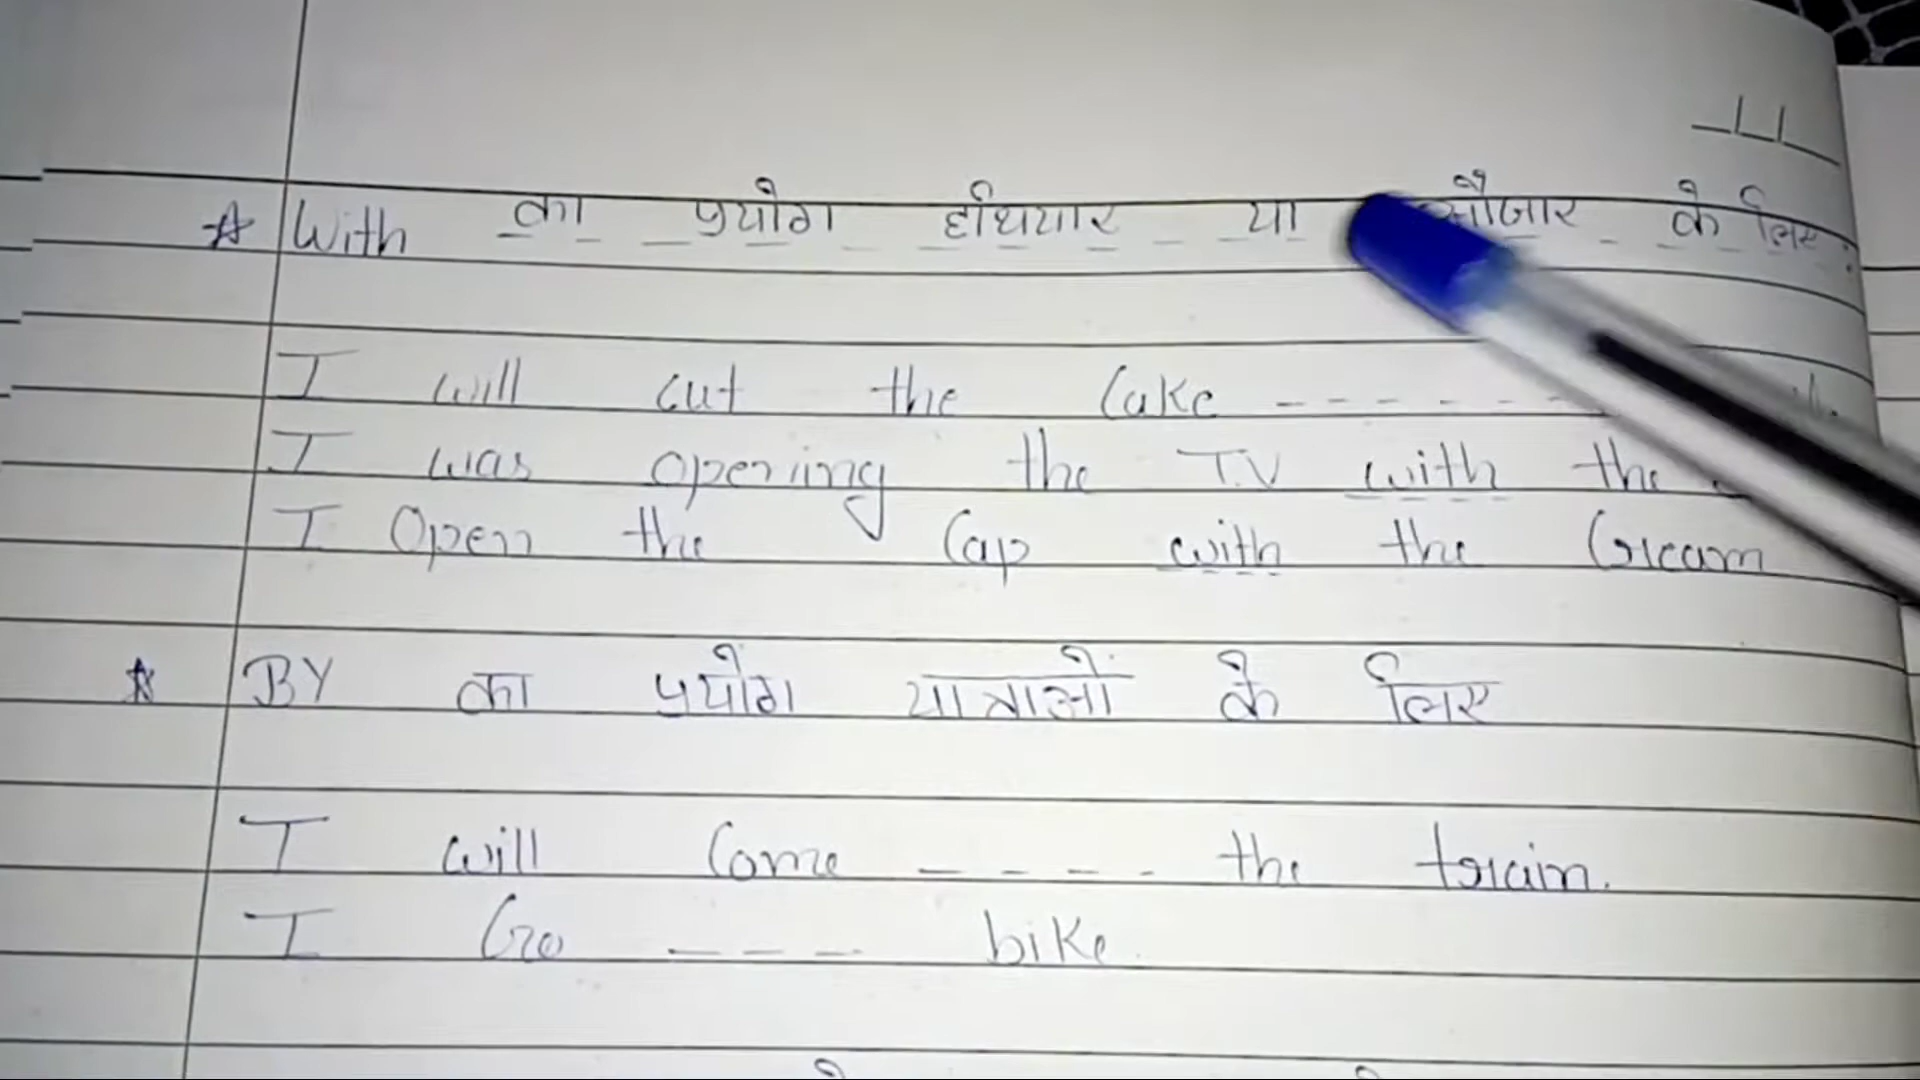 With का प्रयोग हथियार या औजार के लिए
I will cut the Cake ------
I was opening the T.V with the
I Open the Cap with the Cream
BY का प्रयोग यात्राओं के लिए
I will Come ---- the train.
I Go --- bike.